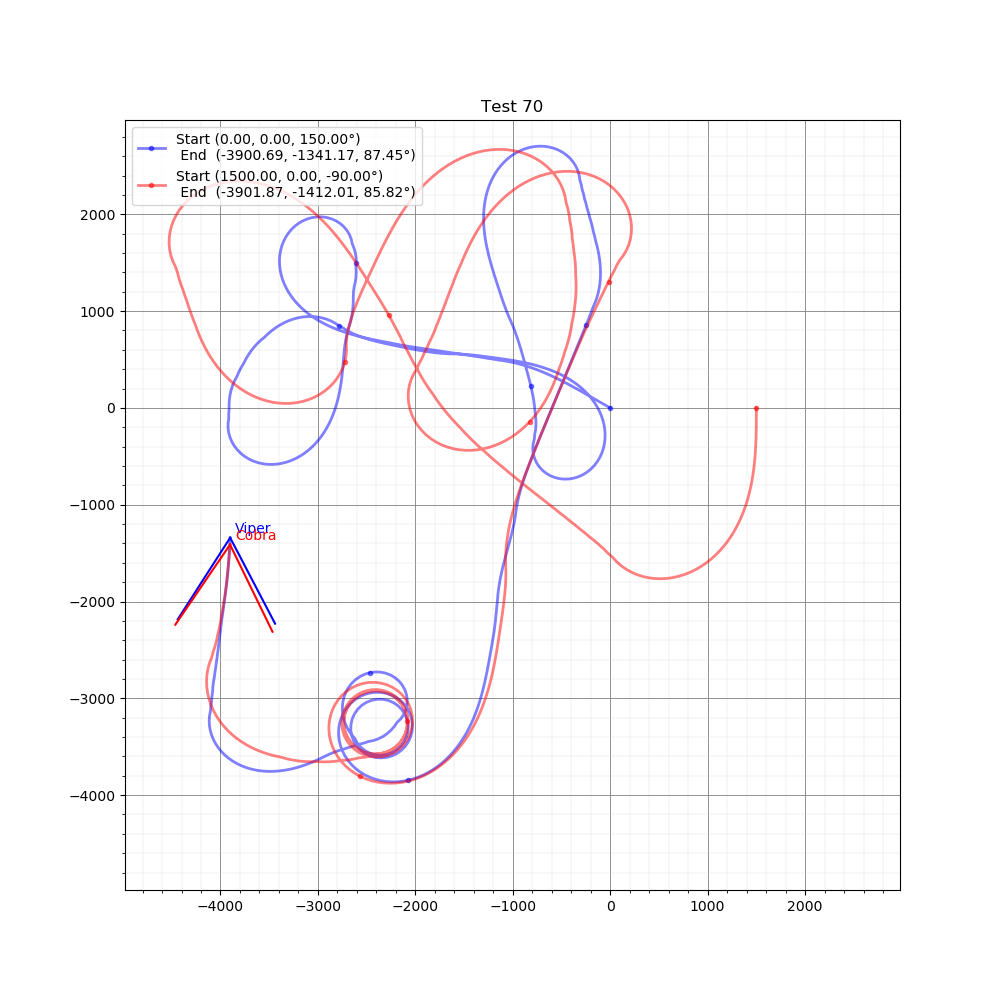 Test 70
Start (0.00, 0.00, 150.00°)
End  (-3900.69, -1341.17, 87.45°)
Start (1500.00, 0.00, -90.00°)
End  (-3901.87, -1412.01, 85.82°)
2000
1000
0
−1000
Viper
Cobra
−2000
−3000
−4000
−4000 −3000 −2000 −1000 0 1000 2000